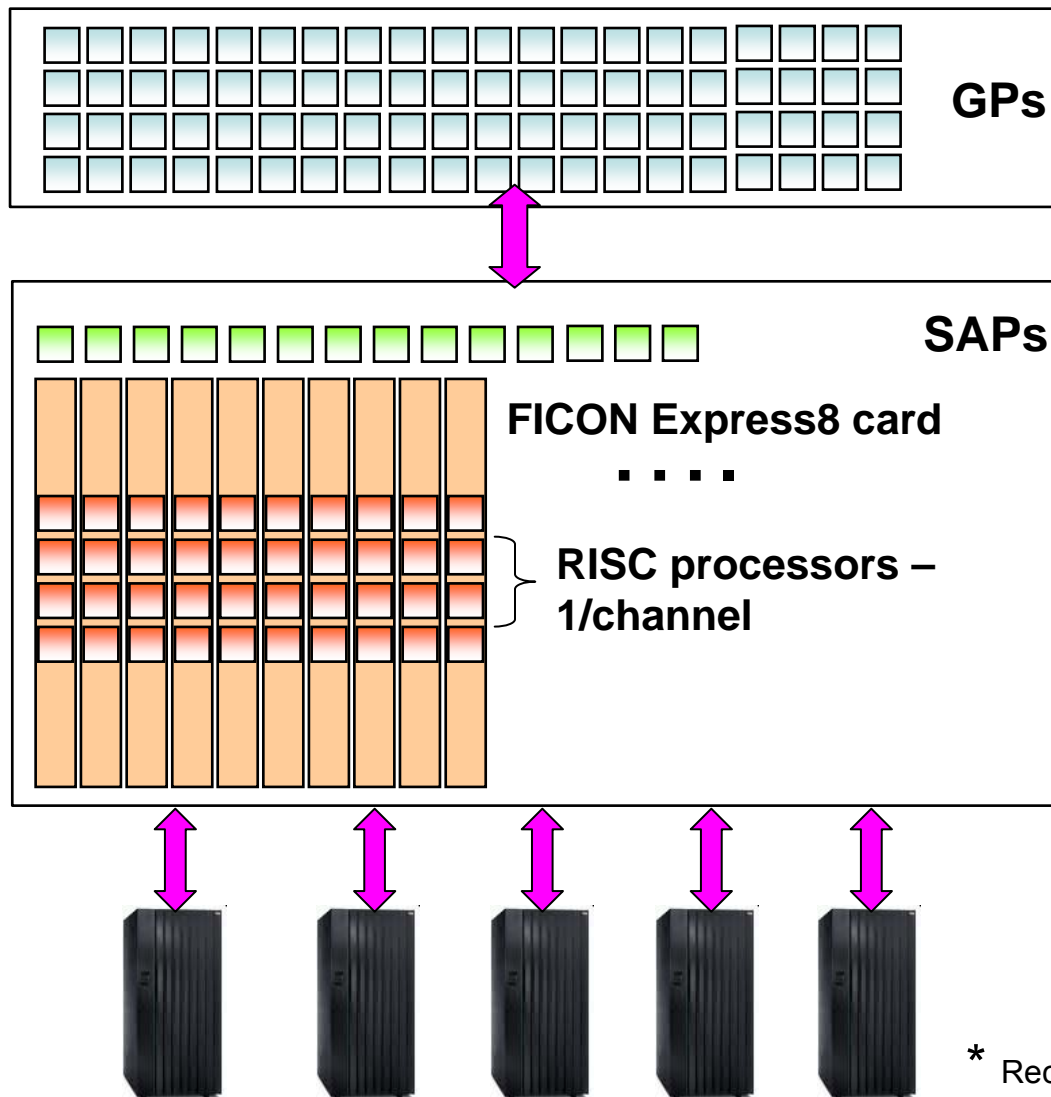 GPs
SAPs
FICON Express8 card
. . . .
RISC processors –
1/channel
*